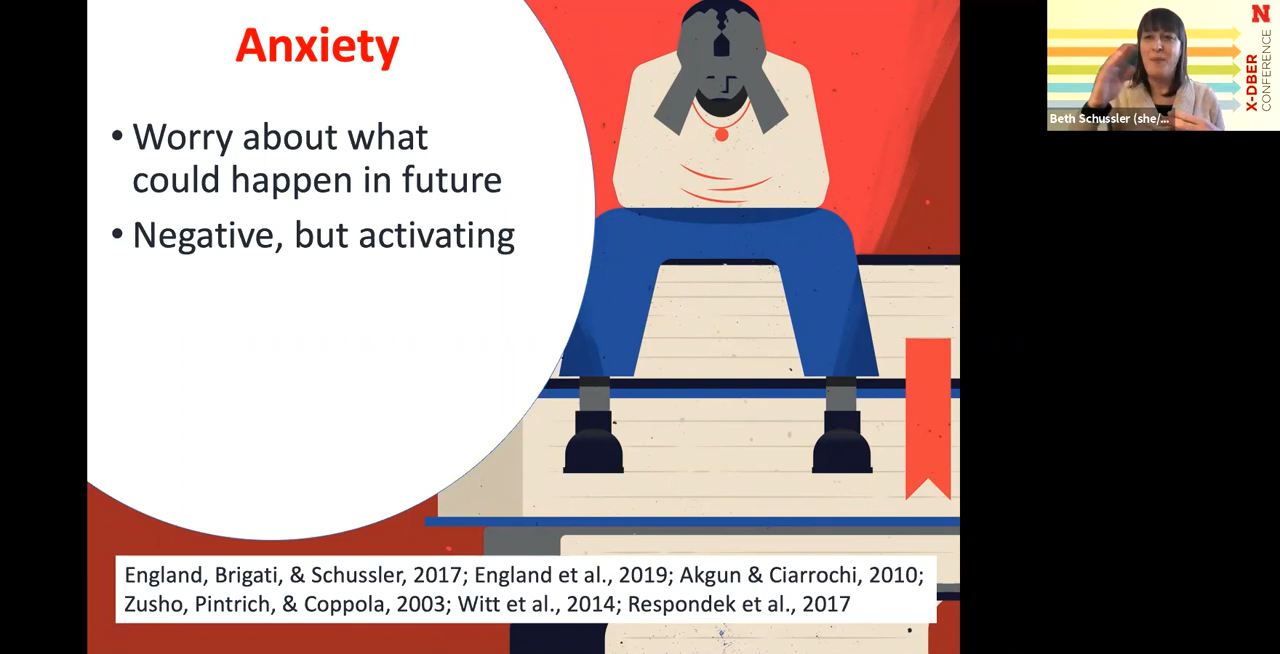 Anxiety
• Worry about what
could happen in future
• Negative, but activating
England, Brigati, & Schussler, 2017; England et al., 2019; Akgun & Ciarrochi, 2010;
Zusho, Pintrich, & Coppola, 2003; Witt et al., 2014; Respondek et al., 2017
N
X-DBER
CONFERENCE
Beth Schussler (she/...